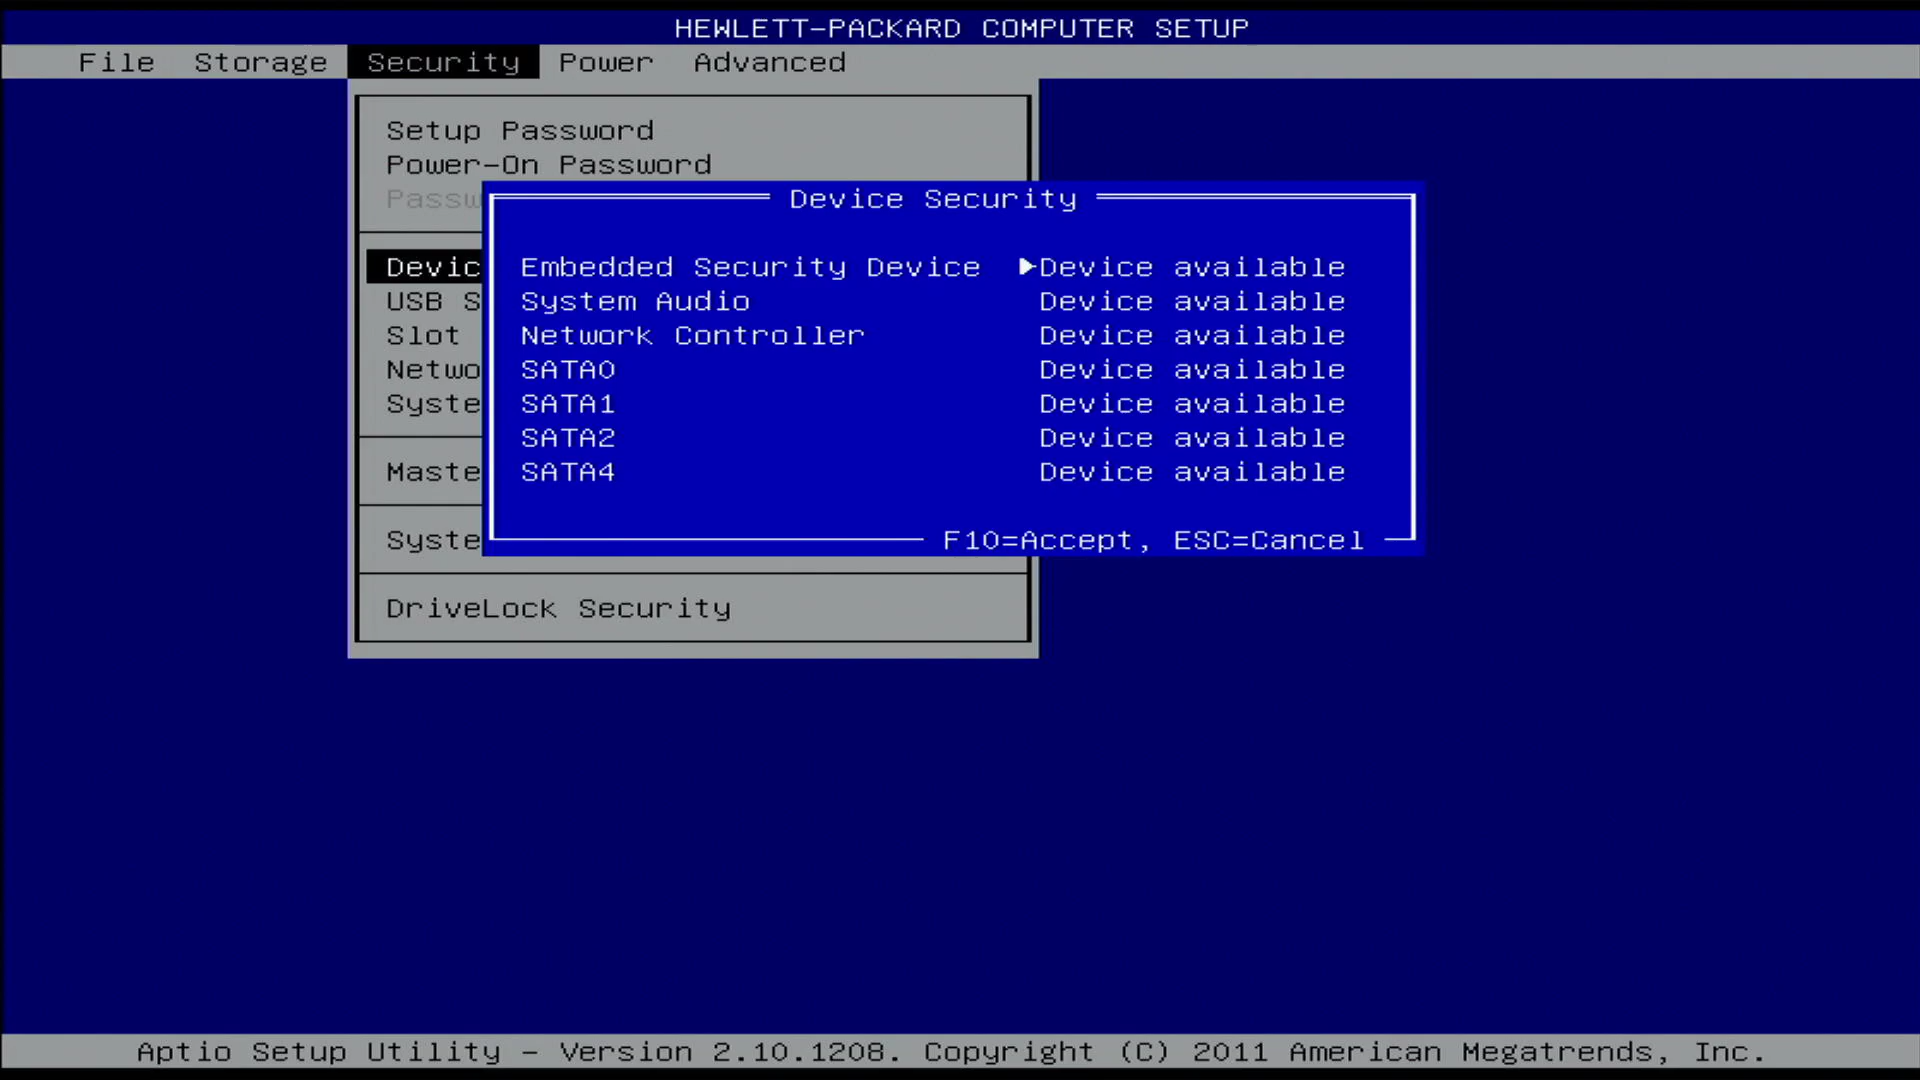 HEWLETT-PACKARD COMPUTER SETUP
File Storage Security Power Advanced
Setup Password
Power-On Password
Passw
Device Security
Devic
Embedded Security Device ▶Device available
USB S
System Audio Device available
Slot
Network Controller Device available
Netwo
SATA0 Device available
Syste
SATA1 Device available
SATA2 Device available
Maste
SATA4 Device available
Syste
F10=Accept, ESC=Cancel
DriveLock Security
Aptio Setup Utility - Version 2.10.1208. Copyright (C) 2011 American Megatrends, Inc.